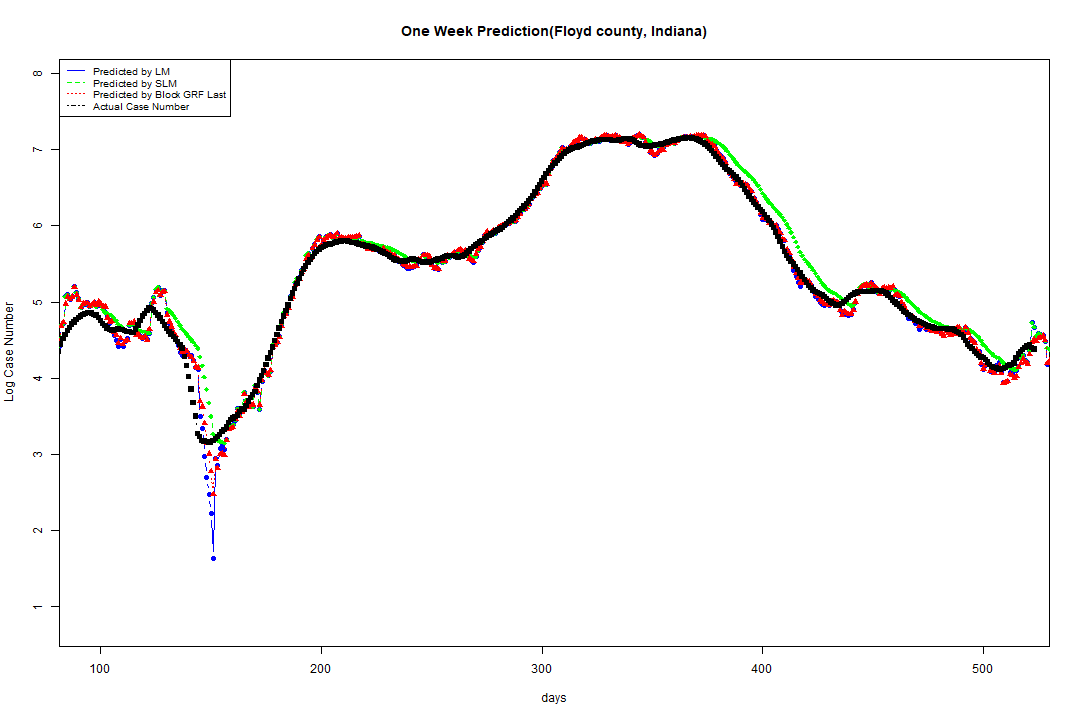 One Week Prediction(Floyd county, Indiana)
Predicted by LM
Predicted by SLM
Predicted by Block GRF Last
Actual Case Number
8
7
6
5
4
3
2
1
Log Case Number
100 200 300 400 500
days